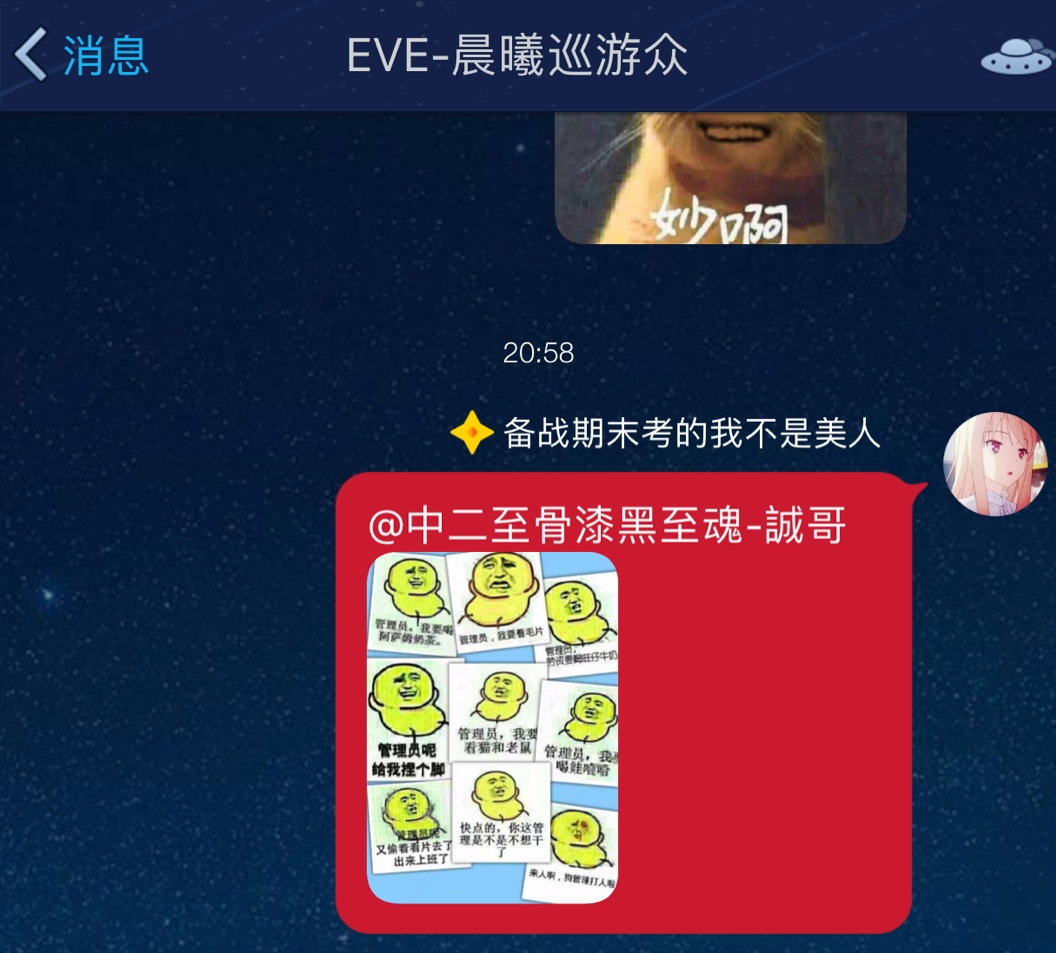 消息
EVE-晨曦巡游众
妙啊
20:58
备战期末考的我不是美人
@中二至骨漆黑至魂-誠哥
管理员,我要喝
阿萨姆奶茶。
管理员,我要看毛片
管理员,
劳资要喝旺仔牛奶
管理员呢
给我捏个脚
管理员,我要
看猫和老鼠
管理员,我要
喝娃哈哈
管理员呢
又偷着看片去了
出来上班了
快点的,你这管
理是不是不想干
了
来人啊,狗管理打人啦